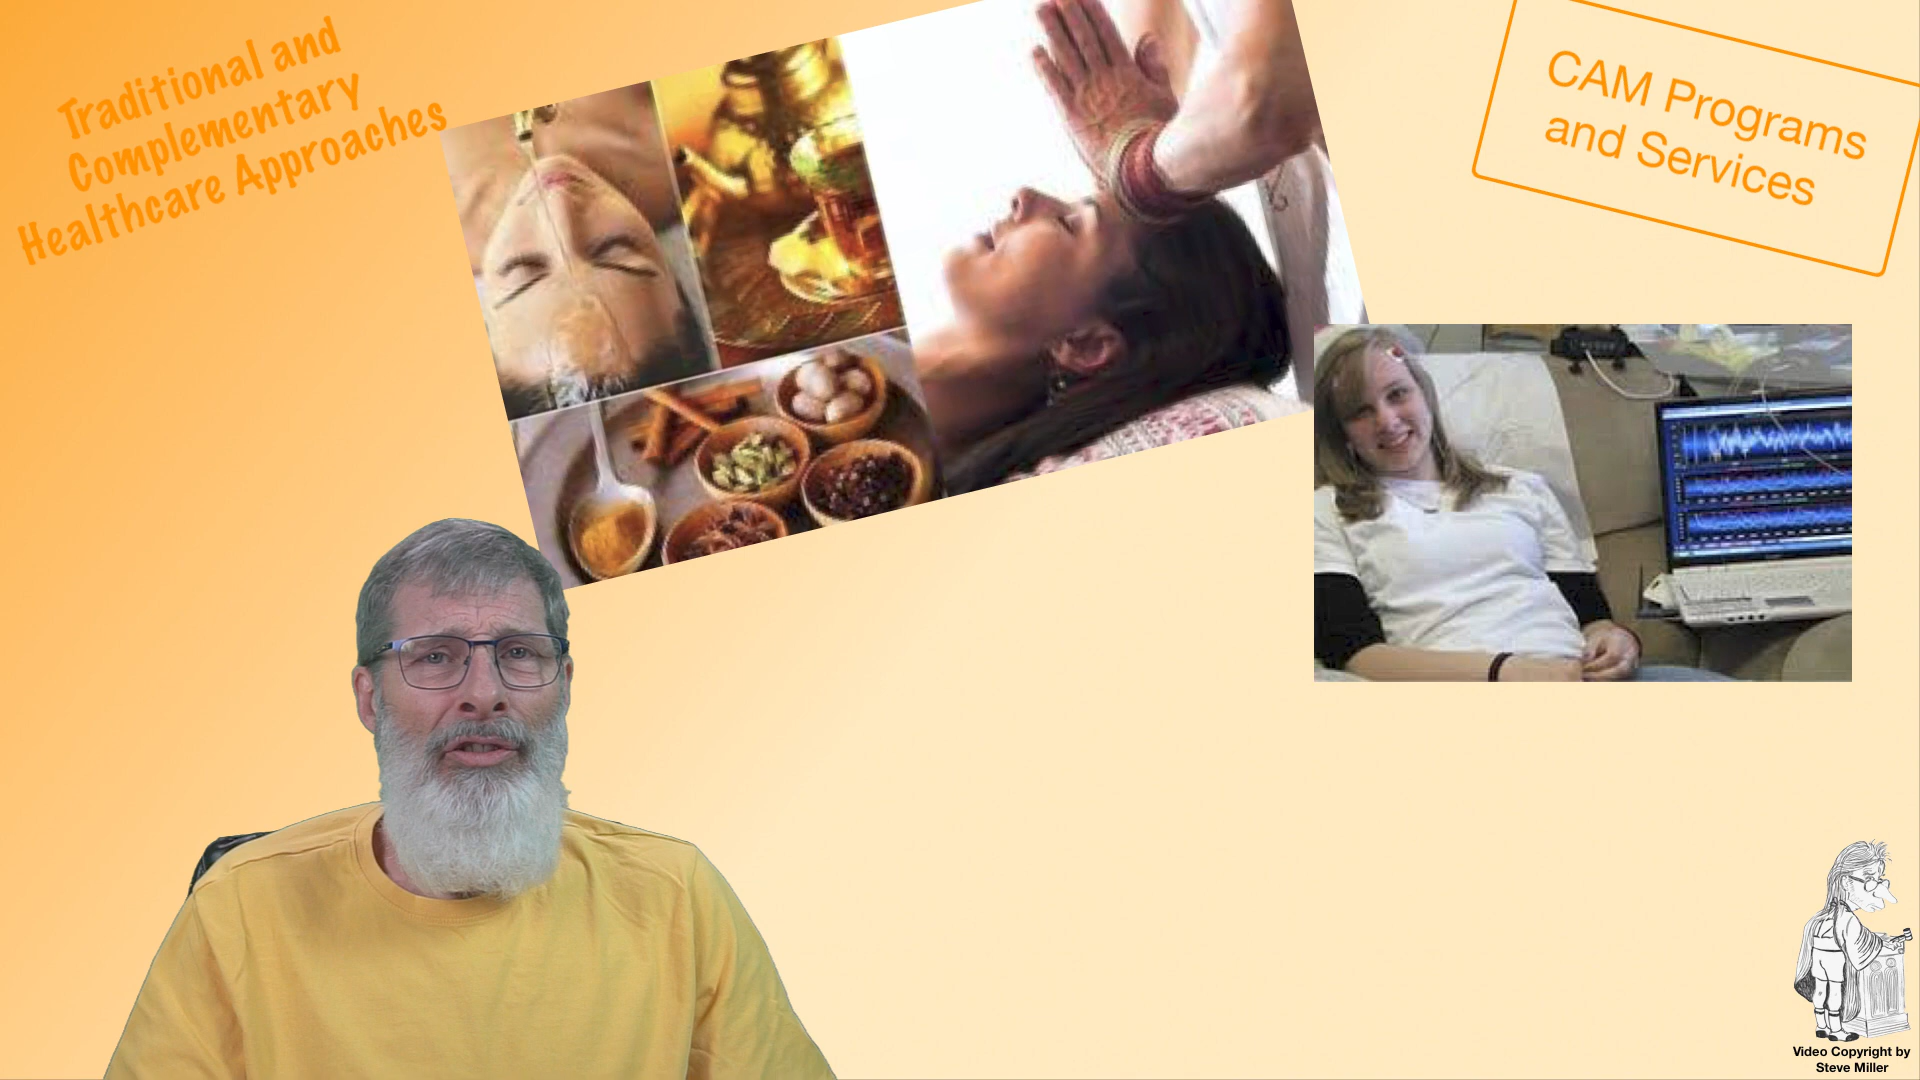 Traditional and
Complementary
Healthcare Approaches
CAM Programs
and Services
Video Copyright by
Steve Miller